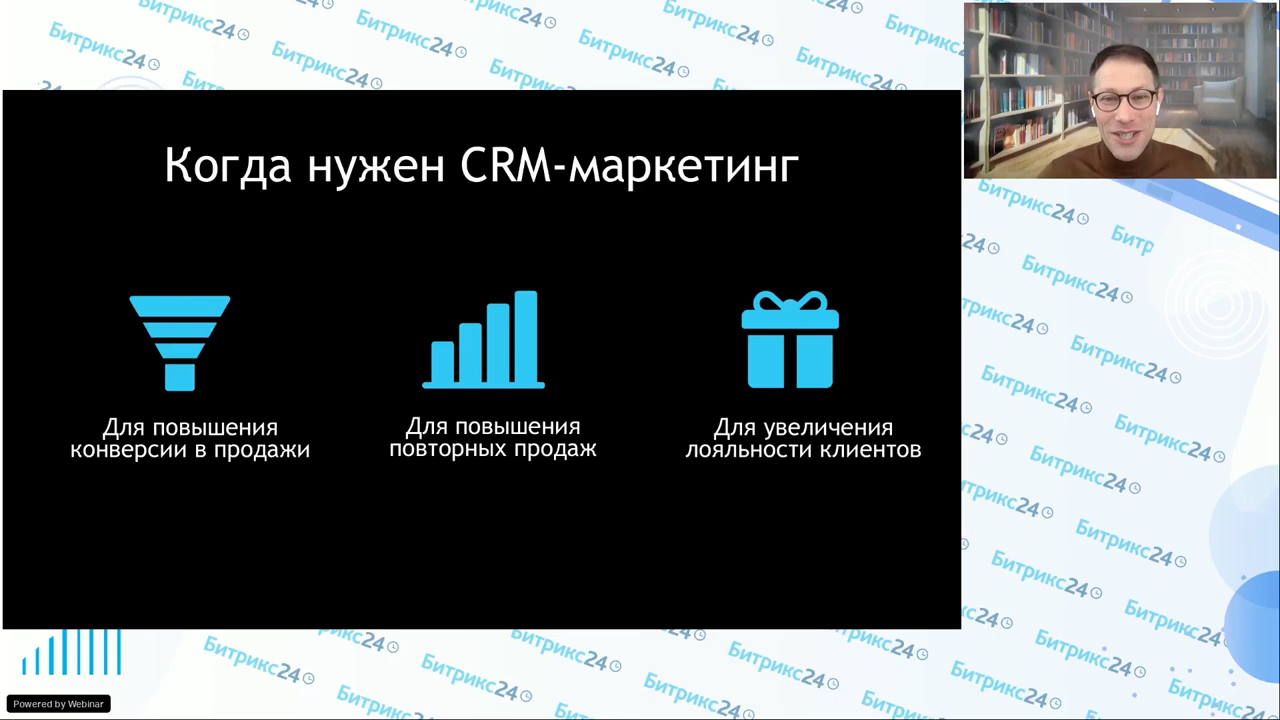 Когда нужен CRM-маркетинг
Для повышения
конверсии в продажи
Для повышения
повторных продаж
Для увеличения
лояльности клиентов
Битрикс24
Powered by Webinar